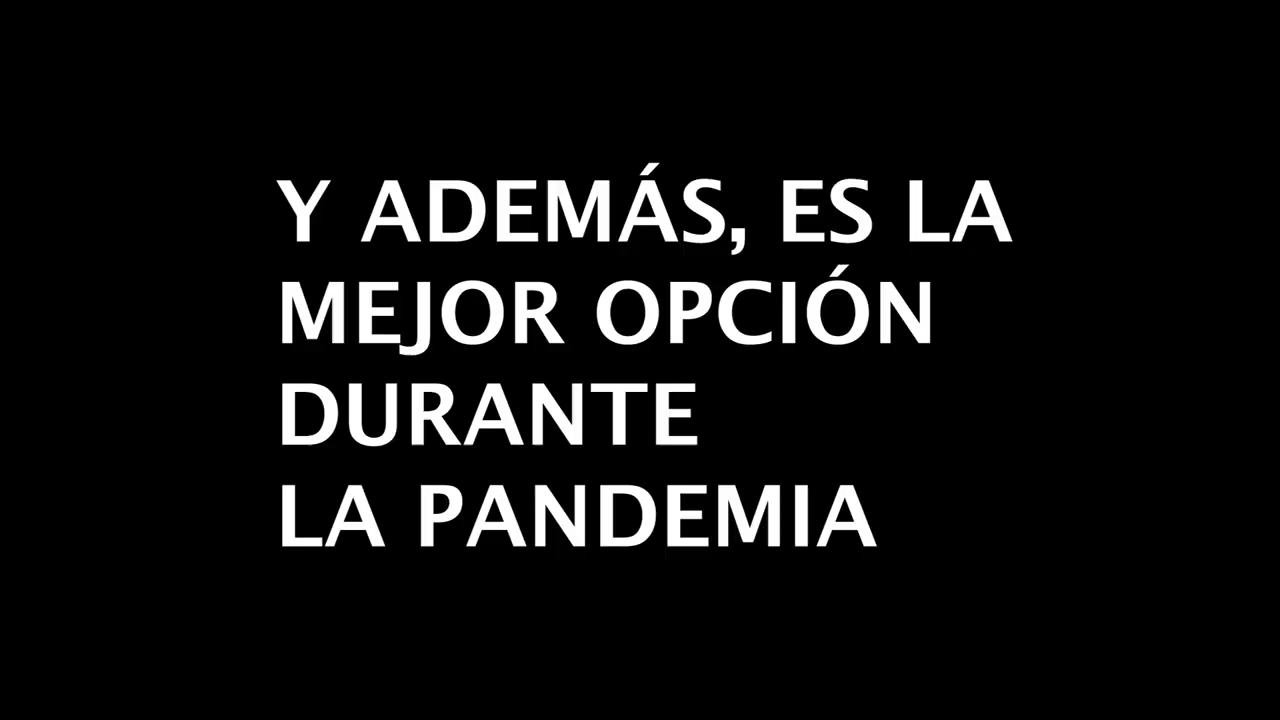 Y ADEMÁS, ES LA
MEJOR OPCIÓN
DURANTE
LA PANDEMIA